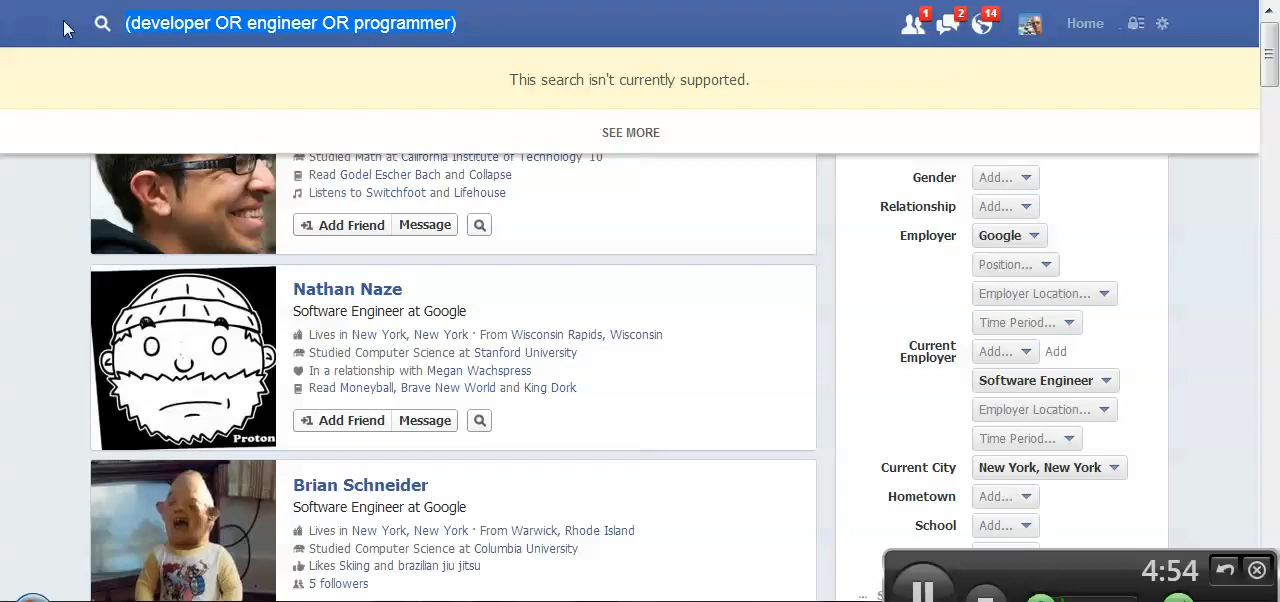 (developer OR engineer OR programmer)
1
2
14
Home
This search isn't currently supported.
SEE MORE
Studied Math at California Institute of Technology '10
Read Godel Escher Bach and Collapse
Listens to Switchfoot and Lifehouse
+1 Add Friend
Message
Nathan Naze
Software Engineer at Google
Lives in New York, New York · From Wisconsin Rapids, Wisconsin
Studied Computer Science at Stanford University
In a relationship with Megan Wachspress
Read Moneyball, Brave New World and King Dork
+1 Add Friend
Message
Proton
Brian Schneider
Software Engineer at Google
Lives in New York, New York · From Warwick, Rhode Island
Studied Computer Science at Columbia University
Likes Skiing and brazilian jiu jitsu
5 followers
Gender Add...
Relationship Add...
Employer Google
Position...
Employer Location...
Time Period...
Current Employer Add... Add
Software Engineer
Employer Location...
Time Period...
Current City New York, New York
Hometown Add...
School Add...
4:54